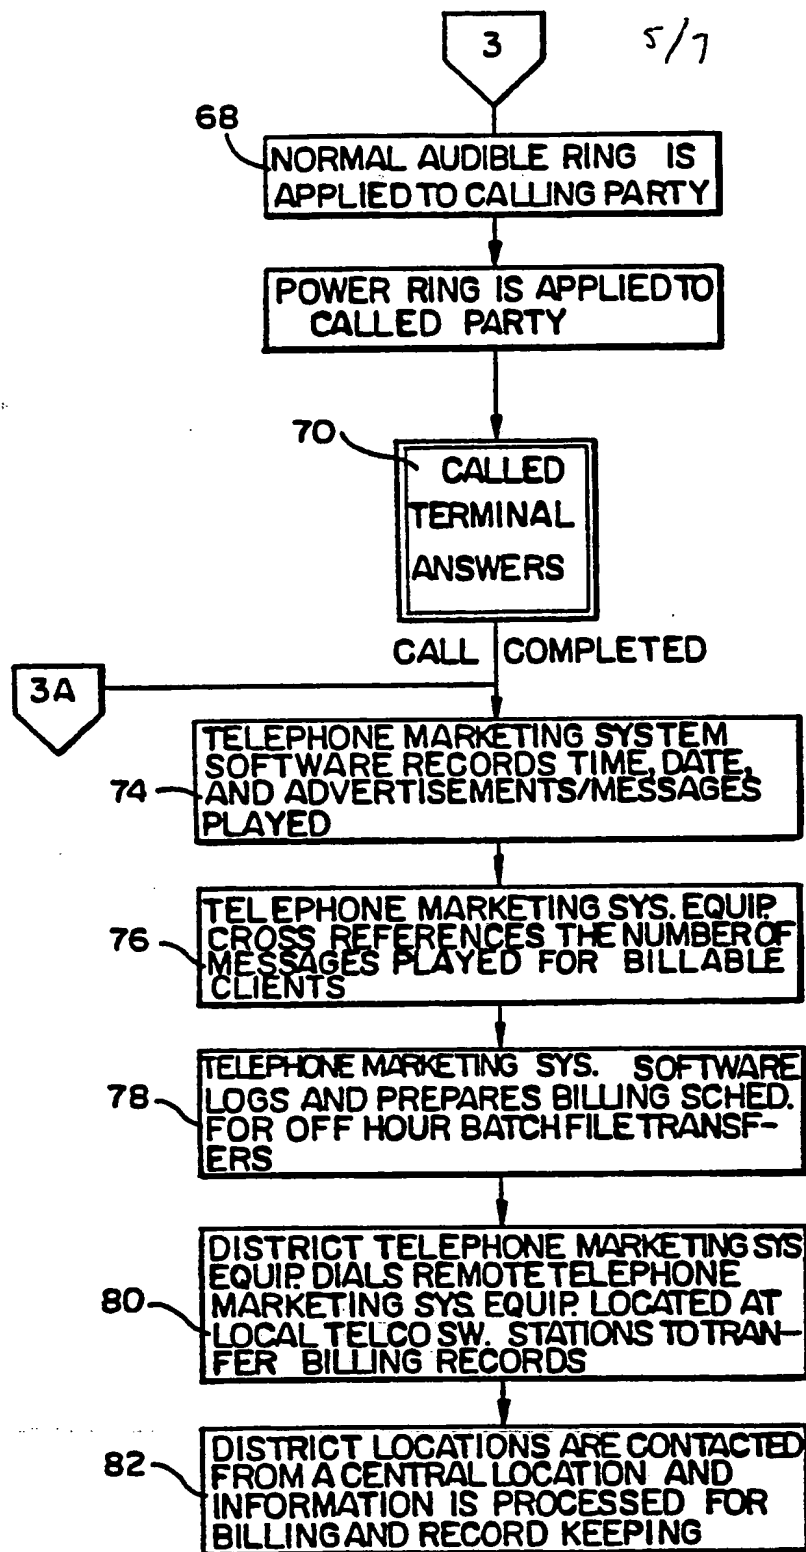 3
5/7
68
NORMAL AUDIBLE RING IS
APPLIED TO CALLING PARTY
POWER RING IS APPLIED TO
CALLED PARTY
70
CALLED
TERMINAL
ANSWERS
CALL COMPLETED
3A
74
TELEPHONE MARKETING SYSTEM
SOFTWARE RECORDS TIME, DATE,
AND ADVERTISEMENTS/MESSAGES
PLAYED
76
TELEPHONE MARKETING SYS. EQUIP.
CROSS REFERENCES THE NUMBER OF
MESSAGES PLAYED FOR BILLABLE
CLIENTS
78
TELEPHONE MARKETING SYS. SOFTWARE
LOGS AND PREPARES BILLING SCHED.
FOR OFF HOUR BATCH FILE TRANSF-
ERS
80
DISTRICT TELEPHONE MARKETING SYS
EQUIP. DIALS REMOTE TELEPHONE
MARKETING SYS. EQUIP. LOCATED AT
LOCAL TELCO SW. STATIONS TO TRAN-
FER BILLING RECORDS
82
DISTRICT LOCATIONS ARE CONTACTED
FROM A CENTRAL LOCATION AND
INFORMATION IS PROCESSED FOR
BILLING AND RECORD KEEPING